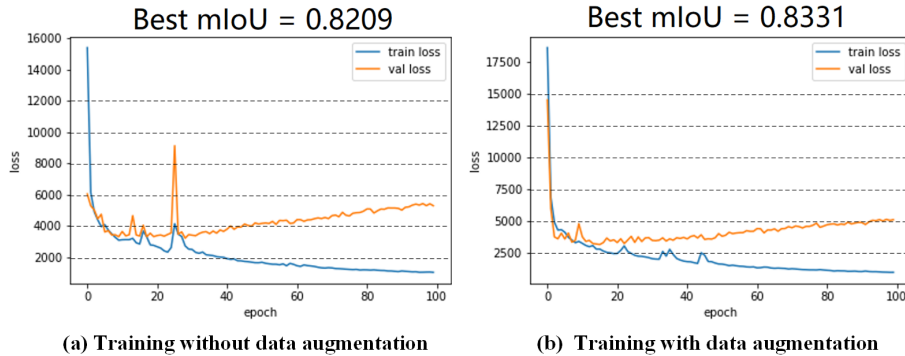 Best mIoU = 0.8209
16000
14000
12000
10000
8000
6000
4000
2000
loss
train loss
val loss
0
20
40
60
80
100
epoch
(a) Training without data augmentation
Best mIoU = 0.8331
17500
15000
12500
10000
7500
5000
2500
loss
train loss
val loss
0
20
40
60
80
100
epoch
(b) Training with data augmentation